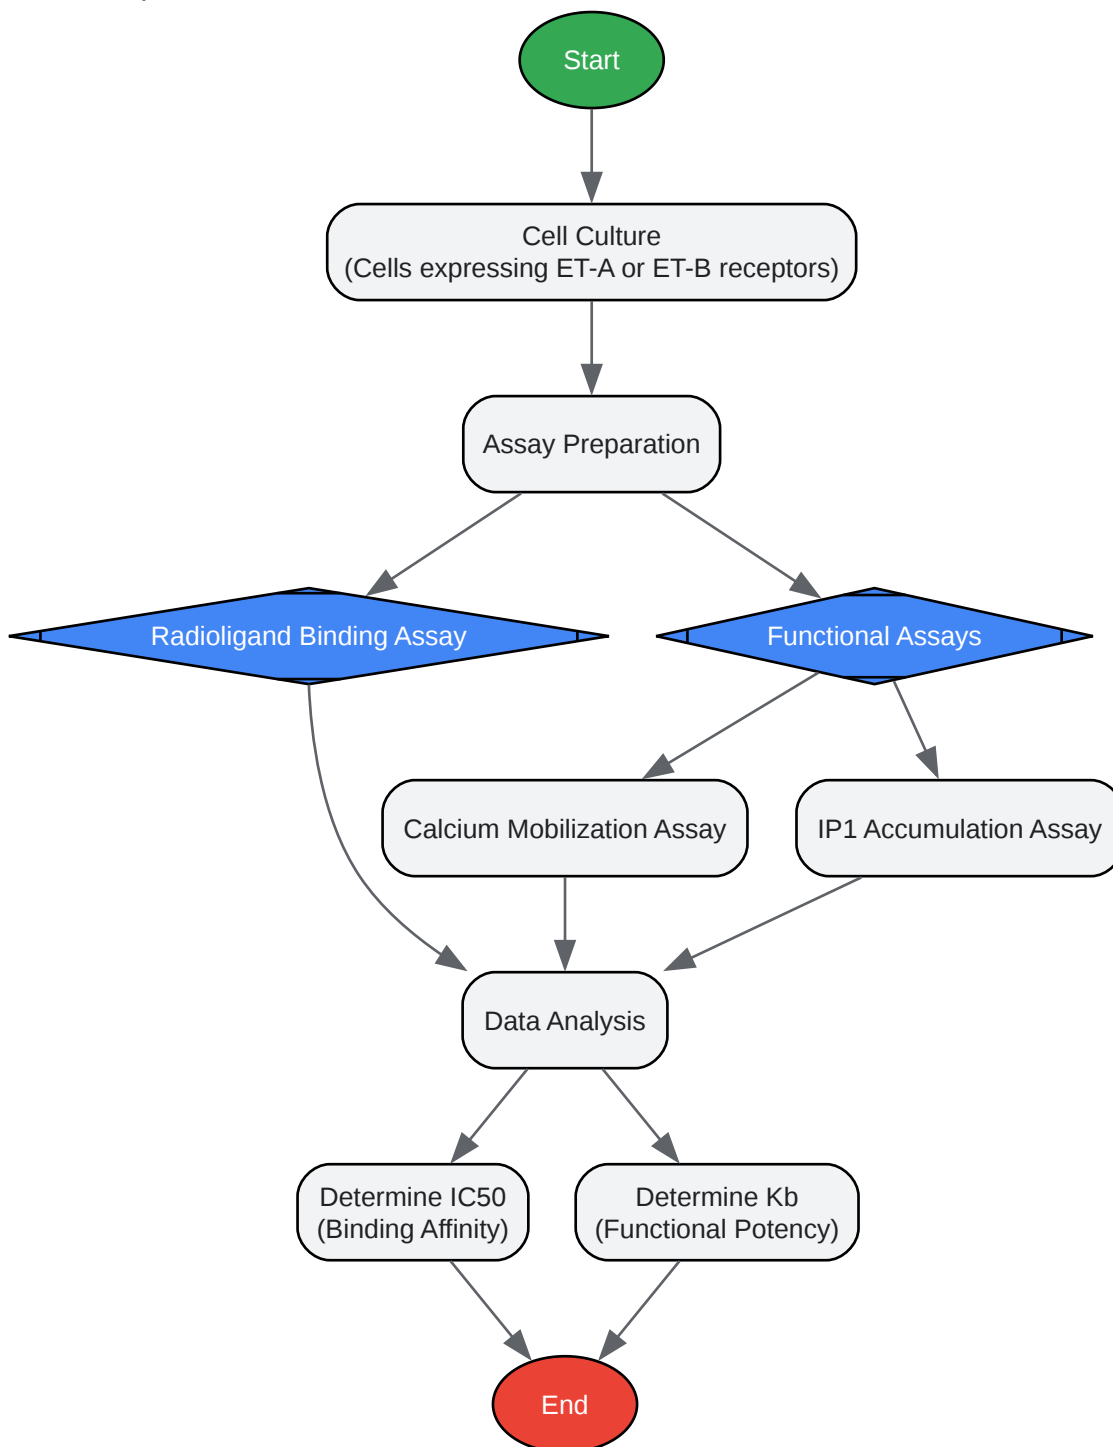 Start
Cell Culture
(Cells expressing ET-A or ET-B receptors)
Assay Preparation
Radioligand Binding Assay
Functional Assays
Calcium Mobilization Assay
IP1 Accumulation Assay
Data Analysis
Determine IC50
(Binding Affinity)
Determine Kb
(Functional Potency)
End